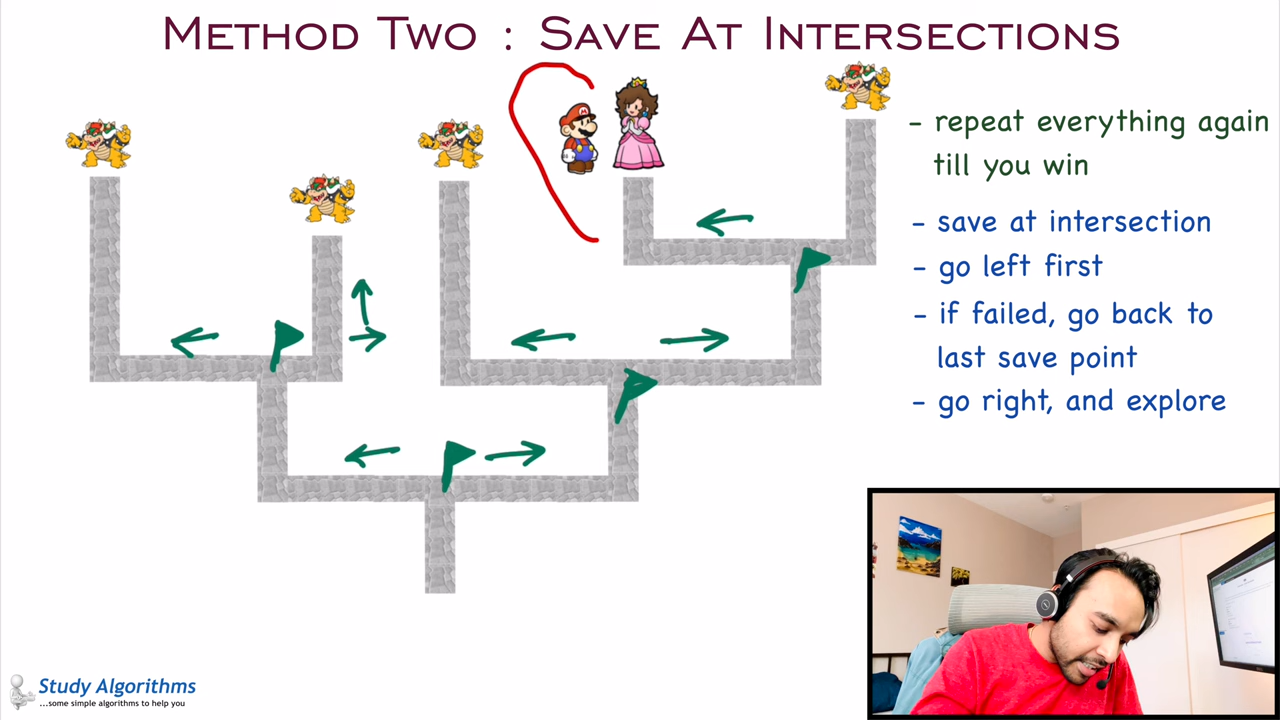 METHOD TWO : SAVE AT INTERSECTIONS
- repeat everything again
till you win
- save at intersection
- go left first
- if failed, go back to
last save point
- go right, and explore
Study Algorithms
...some simple algorithms to help you